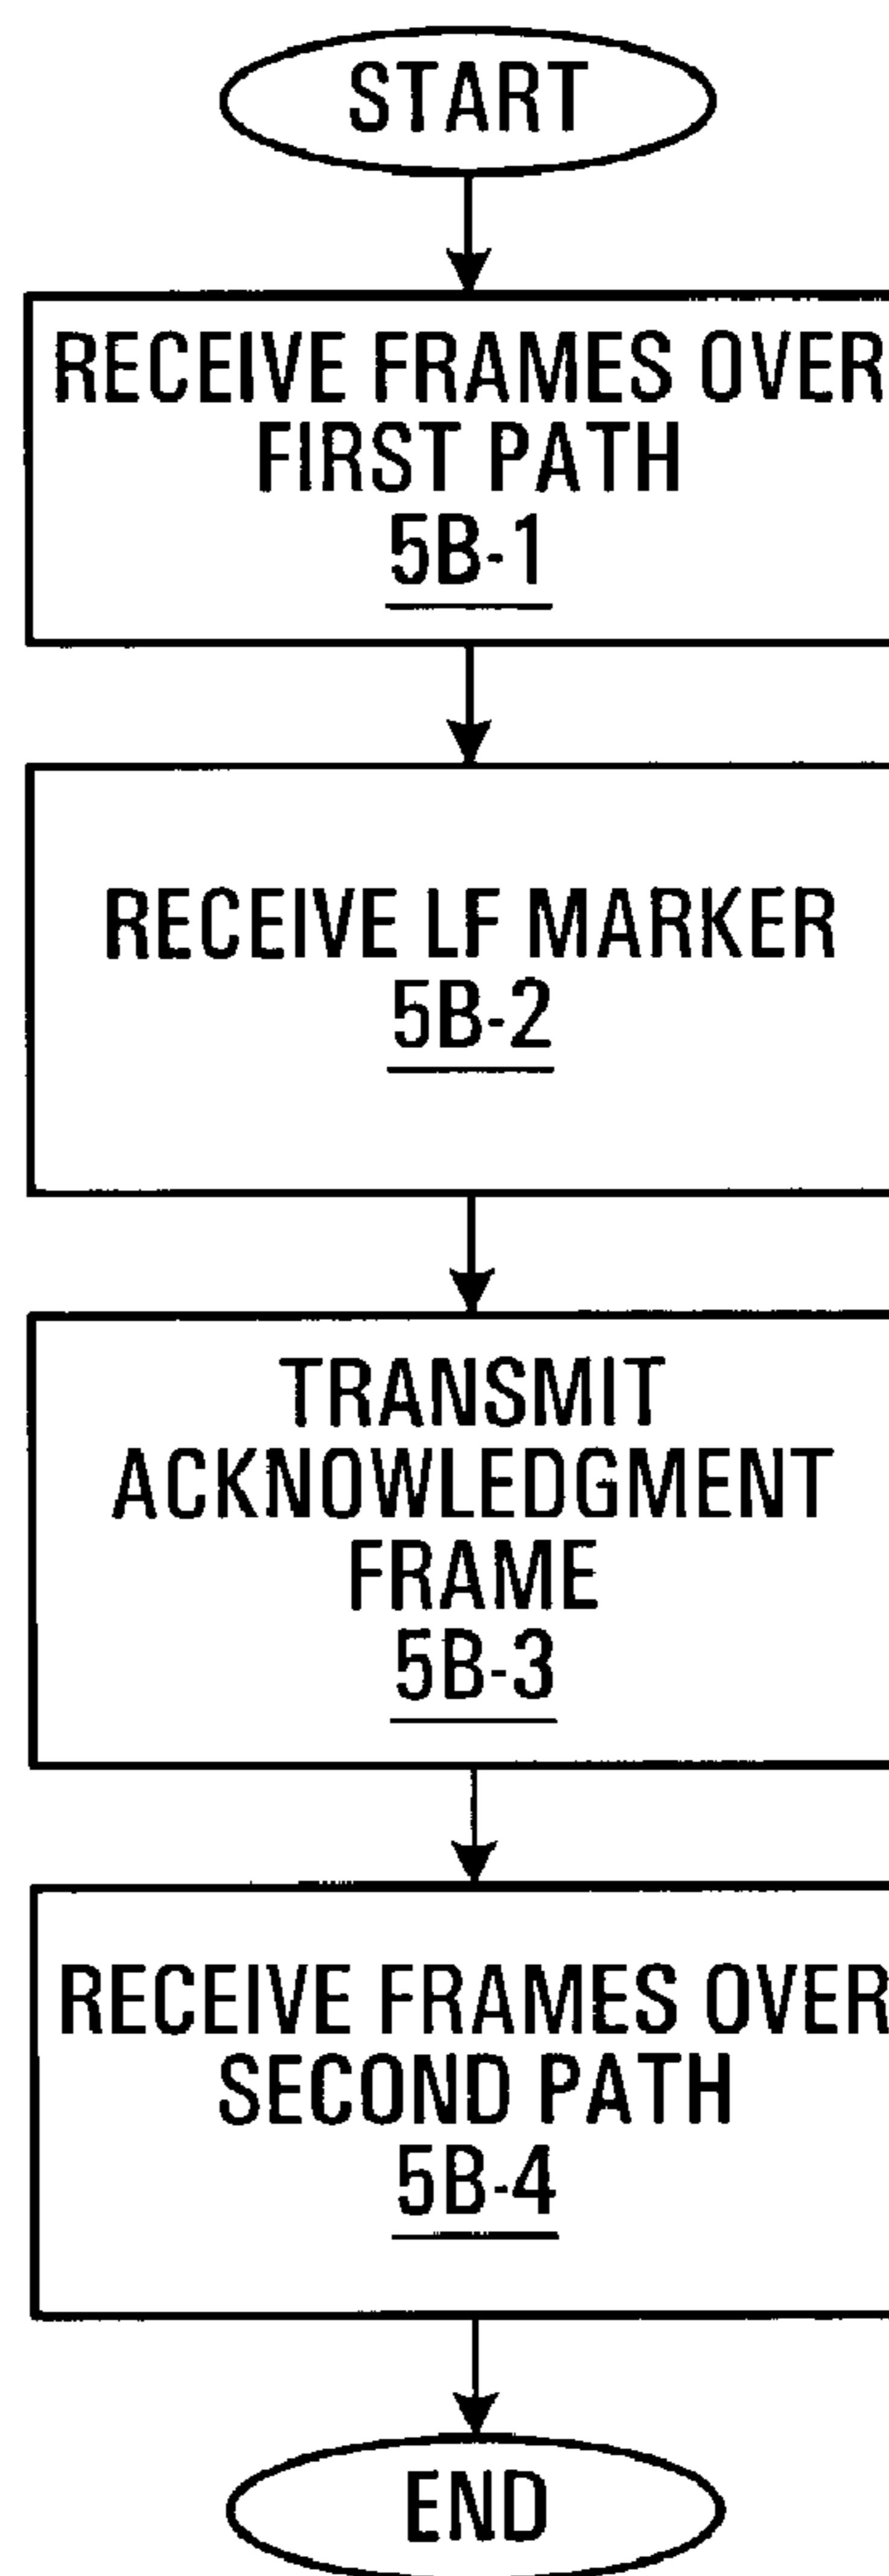 START
RECEIVE FRAMES OVER
FIRST PATH
5B-1
RECEIVE LF MARKER
5B-2
TRANSMIT
ACKNOWLEDGMENT
FRAME
5B-3
RECEIVE FRAMES OVER
SECOND PATH
5B-4
END